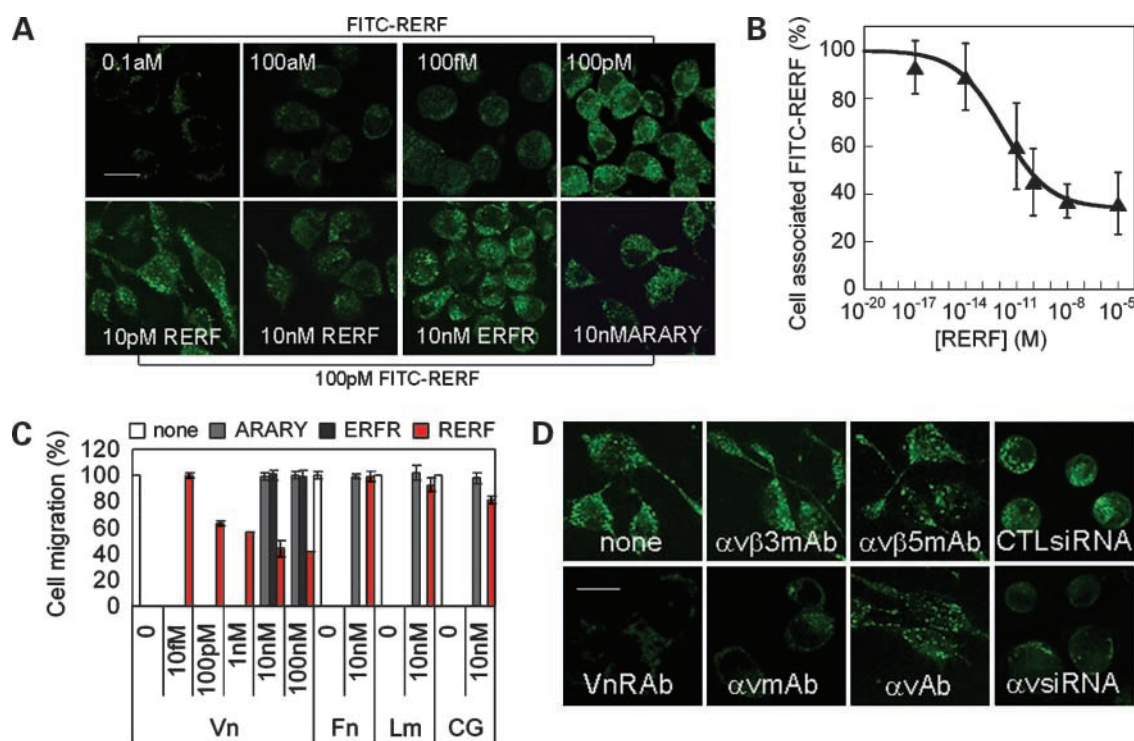 A
FITC-RERF
0.1aM 100aM 100fM 100pM
10pM RERF 10nM RERF 10nM ERFR 10nMARARY
100pM FITC-RERF
B
Cell associated FITC-RERF (%)
100
80
60
40
20
0
10-20 10-17 10-14 10-11 10-8 10-5
[RERF] (M)
C
none ARARY ERFR RERF
Cell migration (%)
120
100
80
60
40
20
0
0 10fM 100pM 1nM 10nM 100nM 0 10nM 0 10nM 0 10nM
Vn Fn Lm CG
D
none αvβ3mAb αvβ5mAb CTLsiRNA
VnRAb αvmAb αvAb αvsiRNA